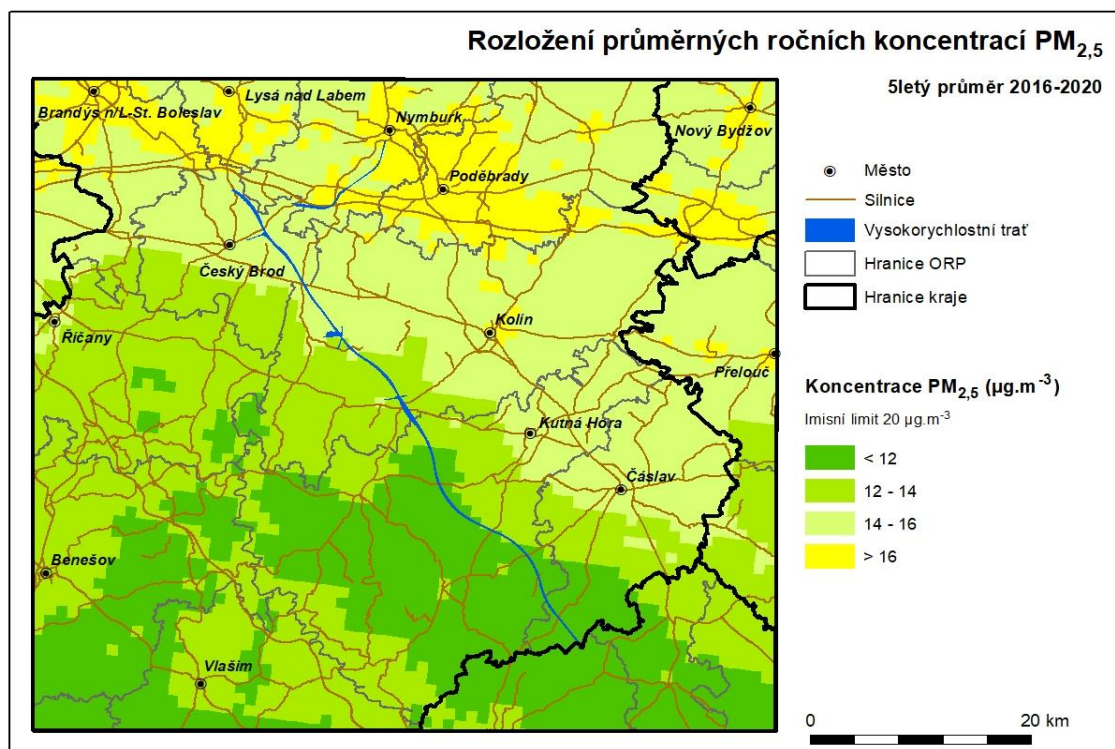 Rozložení průměrných ročních koncentrací PM2,5
5letý průměr 2016-2020
Brandýs n/L-St. Boleslav
Lysá nad Labem
Nymburk
Nový Bydžov
Poděbrady
Český Brod
Říčany
Kolín
Přelouč
Kutná Hora
Čáslav
Benešov
Vlašim
Město
Silnice
Vysokorychlostní trať
Hranice ORP
Hranice kraje
Koncentrace PM2,5 (µg.m-3)
Imisní limit 20 µg.m-3
< 12
12 - 14
14 - 16
> 16
0 20 km